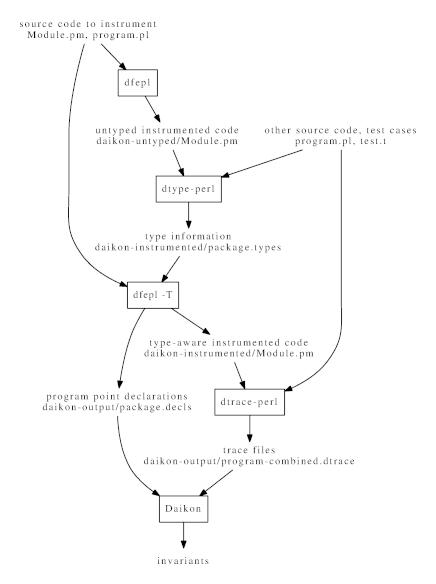 source code to instrument
Module.pm, program.pl
dfepl
untyped instrumented code
daikon-untyped/Module.pm
other source code, test cases
program.pl, test.t
dtype-perl
type information
daikon-instrumented/package.types
dfepl -T
type-aware instrumented code
daikon-instrumented/Module.pm
program point declarations
daikon-output/package.decls
dtrace-perl
trace files
daikon-output/program-combined.dtrace
Daikon
invariants